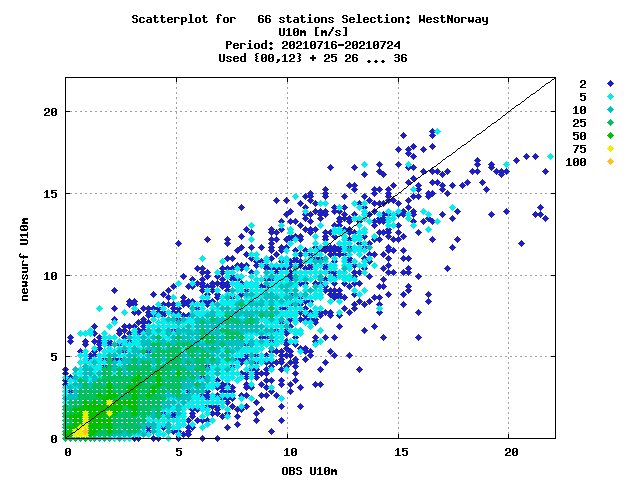 Scatterplot for   66 stations Selection: WestNorway
U10m [m/s]
Period: 20210716-20210724
Used {00,12} + 25 26 ... 36
2
5
10
25
50
75
100
20
15
10
5
0
newsurf U10m
0 5 10 15 20
OBS U10m